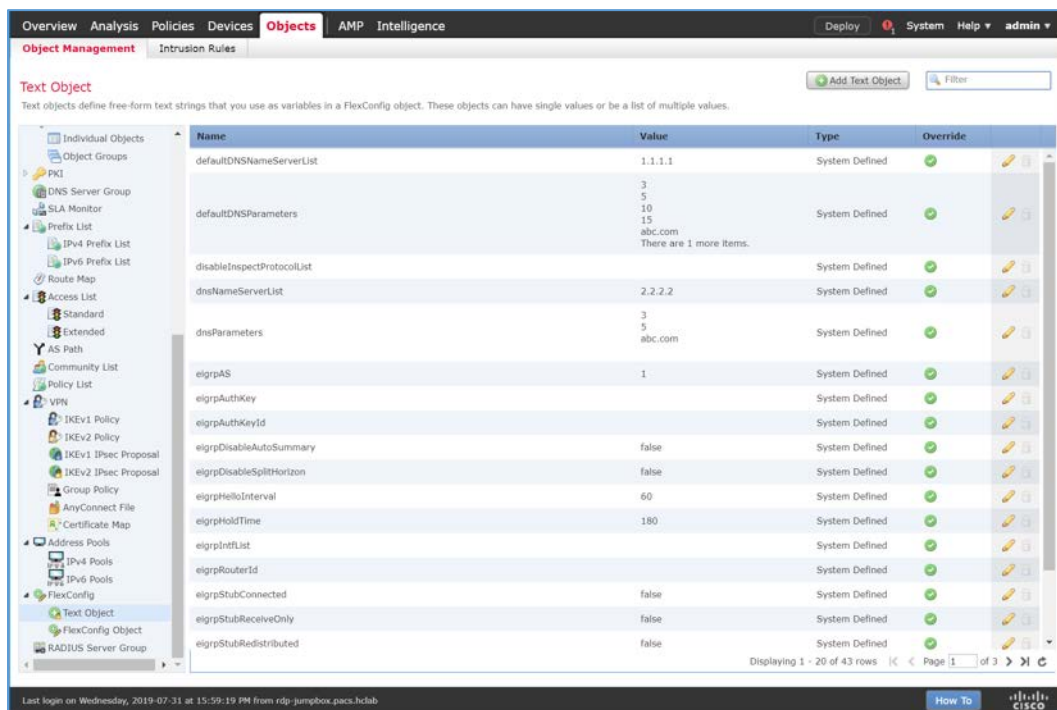 Overview Analysis Policies Devices Objects AMP Intelligence Deploy 1 System Help admin
Object Management Intrusion Rules
Text Object
Add Text Object Filter
Text objects define free-form text strings that you use as variables in a FlexConfig object. These objects can have single values or be a list of multiple values.
Individual Objects
Object Groups
PKI
DNS Server Group
SLA Monitor
Prefix List
IPv4 Prefix List
IPv6 Prefix List
Route Map
Access List
Standard
Extended
AS Path
Community List
Policy List
VPN
IKEv1 Policy
IKEv2 Policy
IKEv1 IPsec Proposal
IKEv2 IPsec Proposal
Group Policy
AnyConnect File
Certificate Map
Address Pools
IPv4 Pools
IPv6 Pools
FlexConfig
Text Object
FlexConfig Object
RADIUS Server Group
Name Value Type Override
defaultDNSNameServerList 1.1.1.1 System Defined
defaultDNSParameters 3 System Defined
5
10
15
abc.com
There are 1 more items.
disableInspectProtocolList System Defined
dnsNameServerList 2.2.2.2 System Defined
dnsParameters 3 System Defined
5
abc.com
eigrpAS 1 System Defined
eigrpAuthKey System Defined
eigrpAuthKeyId System Defined
eigrpDisableAutoSummary false System Defined
eigrpDisableSplitHorizon false System Defined
eigrpHelloInterval 60 System Defined
eigrpHoldTime 180 System Defined
eigrpIntfList System Defined
eigrpRouterId System Defined
eigrpStubConnected false System Defined
eigrpStubReceiveOnly false System Defined
eigrpStubRedistributed false System Defined
Displaying 1 - 20 of 43 rows Page 1 of 3
Last login on Wednesday, 2019-07-31 at 15:59:19 PM from rdp-jumpbox.pacs.hclab
How To
CISCO